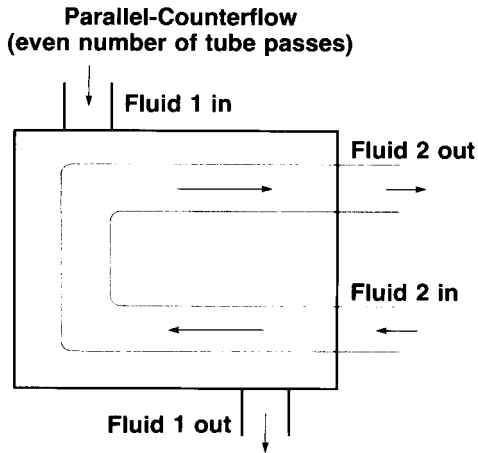 Parallel-Counterflow
(even number of tube passes)
Fluid 1 in
Fluid 2 out
Fluid 2 in
Fluid 1 out